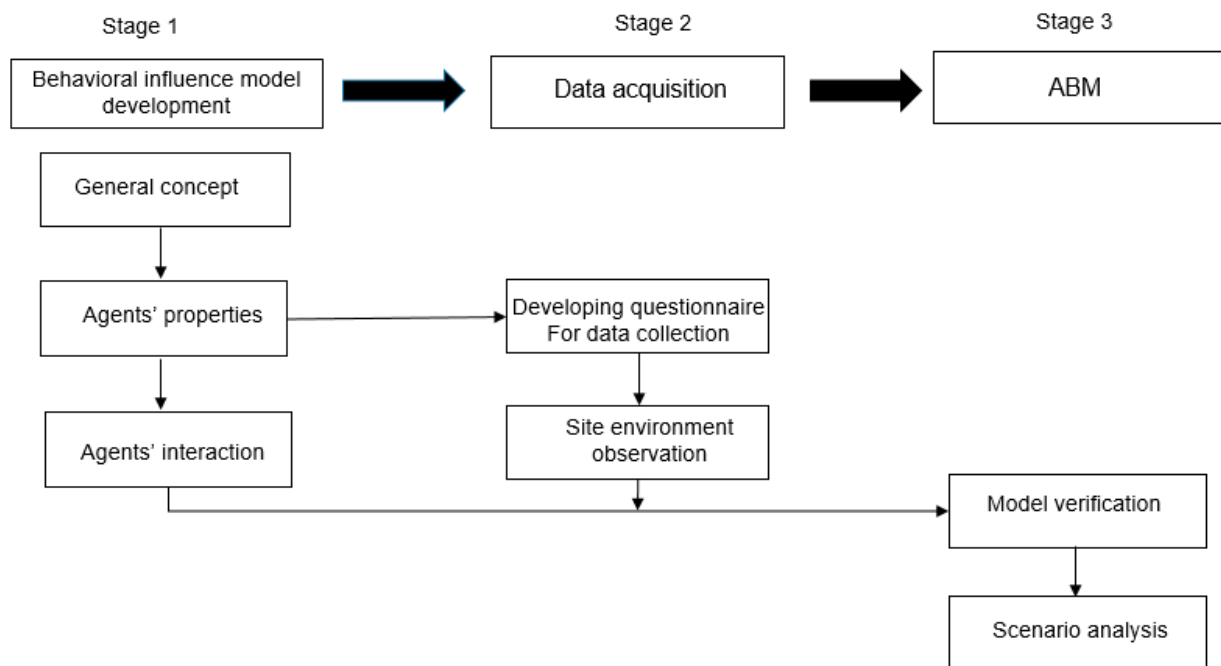 Stage 1
Stage 2
Stage 3
Behavioral influence model
development
Data acquisition
ABM
General concept
Agents’ properties
Developing questionnaire
For data collection
Agents’ interaction
Site environment
observation
Model verification
Scenario analysis